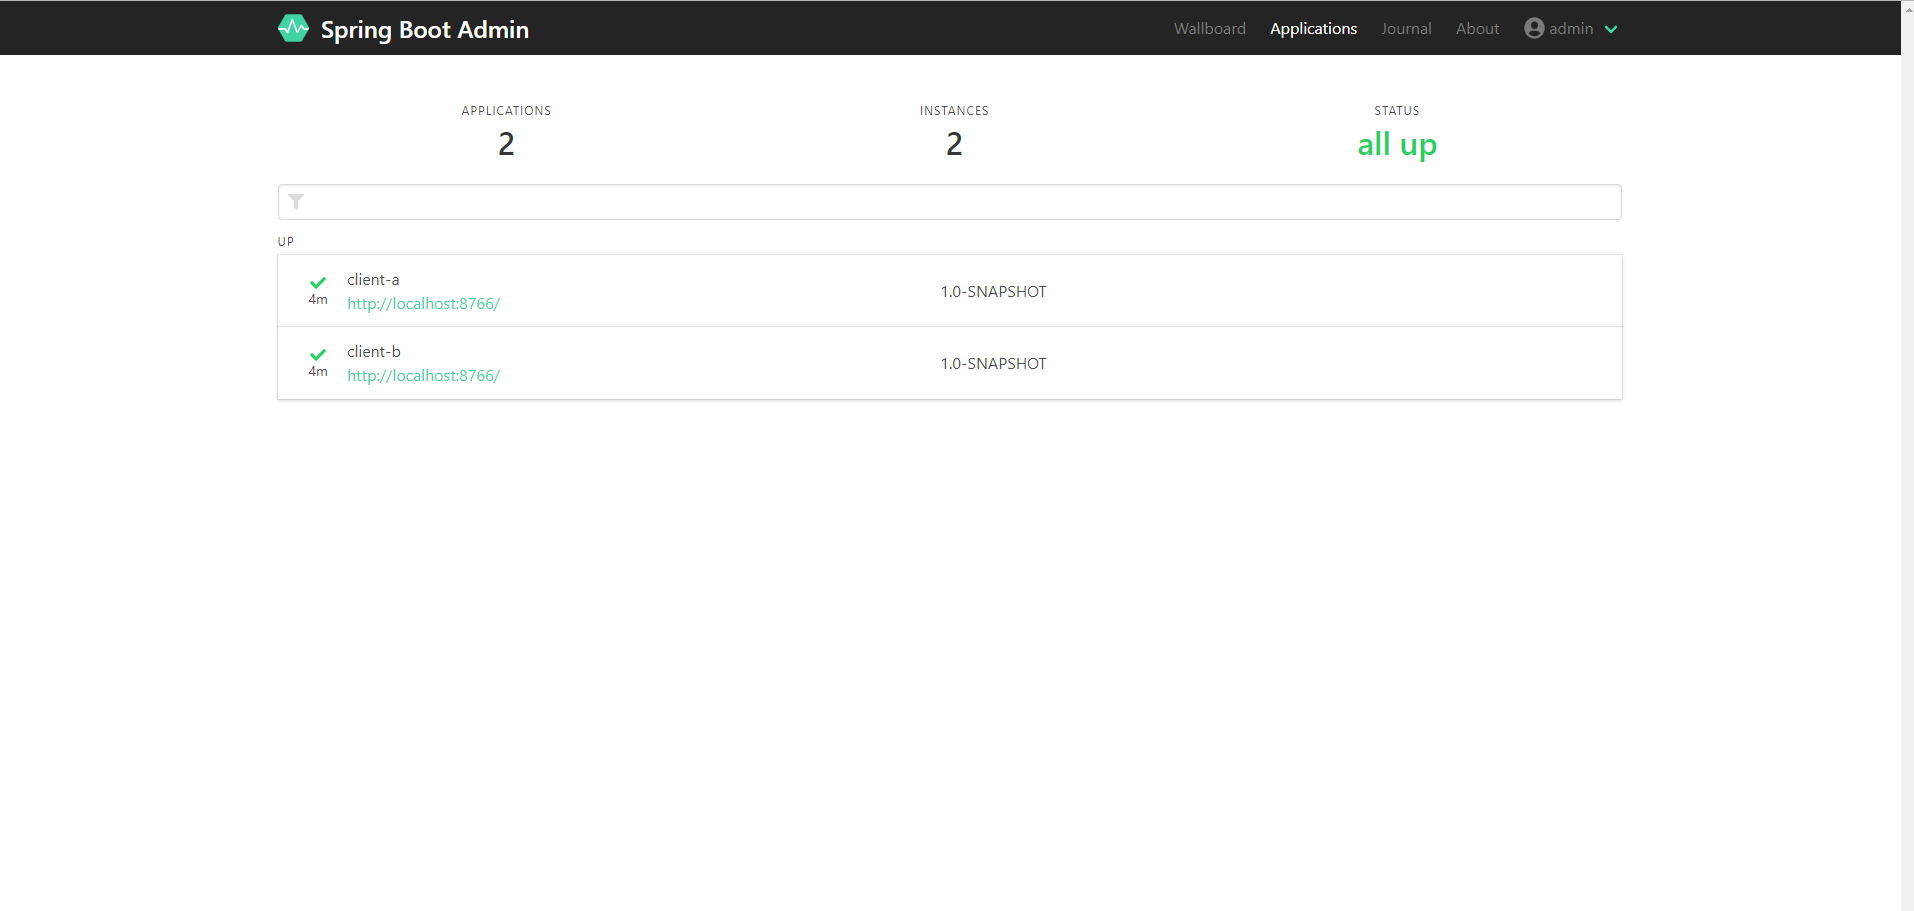 Spring Boot Admin
Wallboard Applications Journal About admin
APPLICATIONS INSTANCES STATUS
2 2 all up
UP
client-a
4m http://localhost:8766/ 1.0-SNAPSHOT
client-b
4m http://localhost:8766/ 1.0-SNAPSHOT